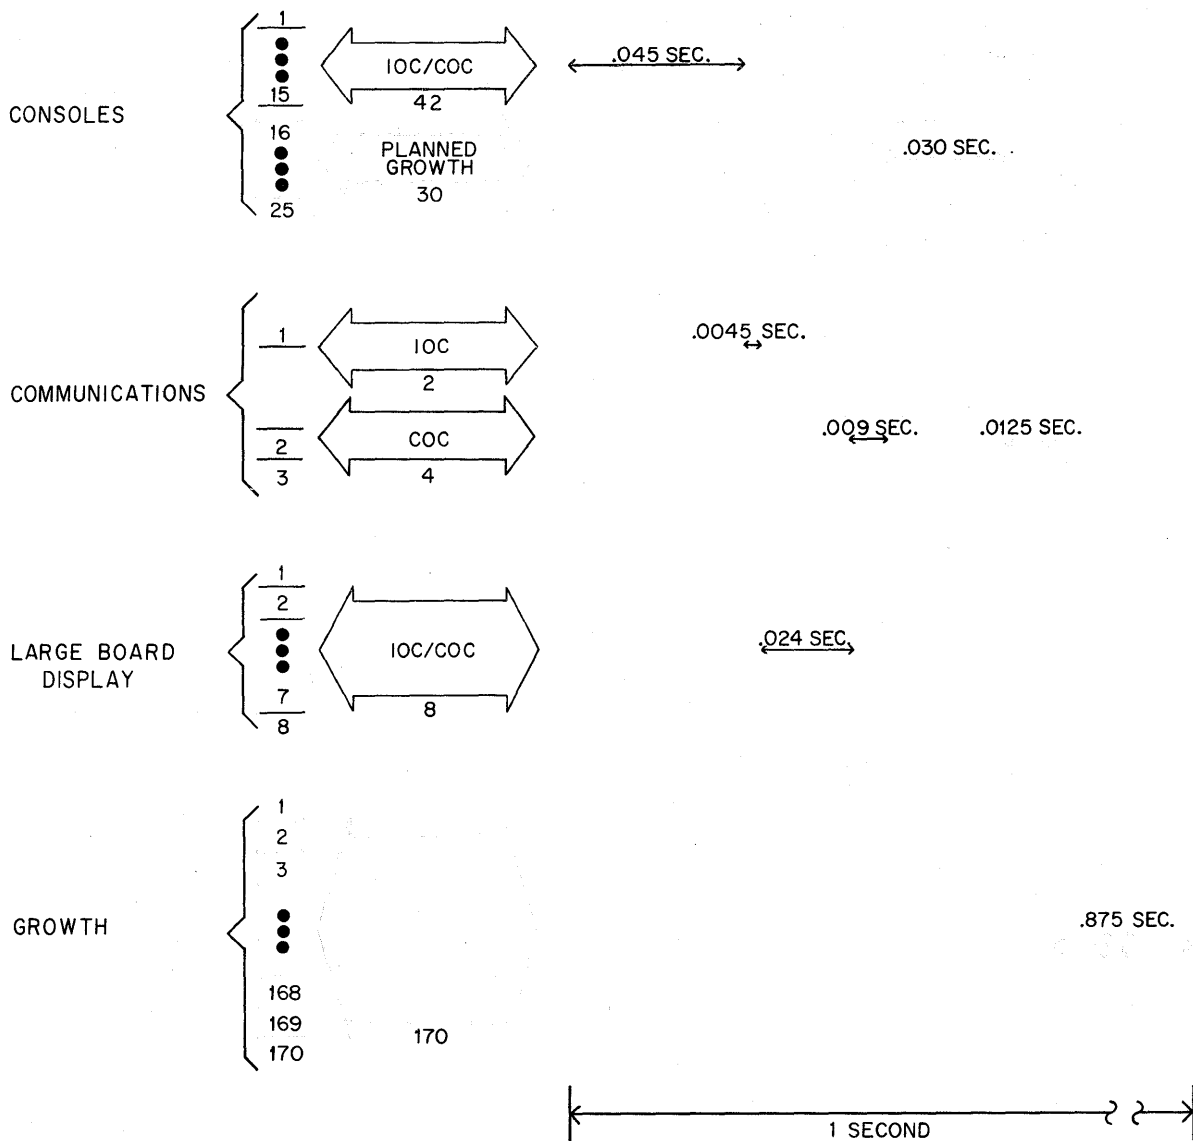 CONSOLES
1
15
IOC/COC
42
.045 SEC.
16
25
PLANNED
GROWTH
30
.030 SEC.
COMMUNICATIONS
1
IOC
2
.0045 SEC.
2
3
COC
4
.009 SEC.
.0125 SEC.
LARGE BOARD
DISPLAY
1
2
7
8
IOC/COC
8
.024 SEC.
GROWTH
1
2
3
168
169
170
170
.875 SEC.
1 SECOND